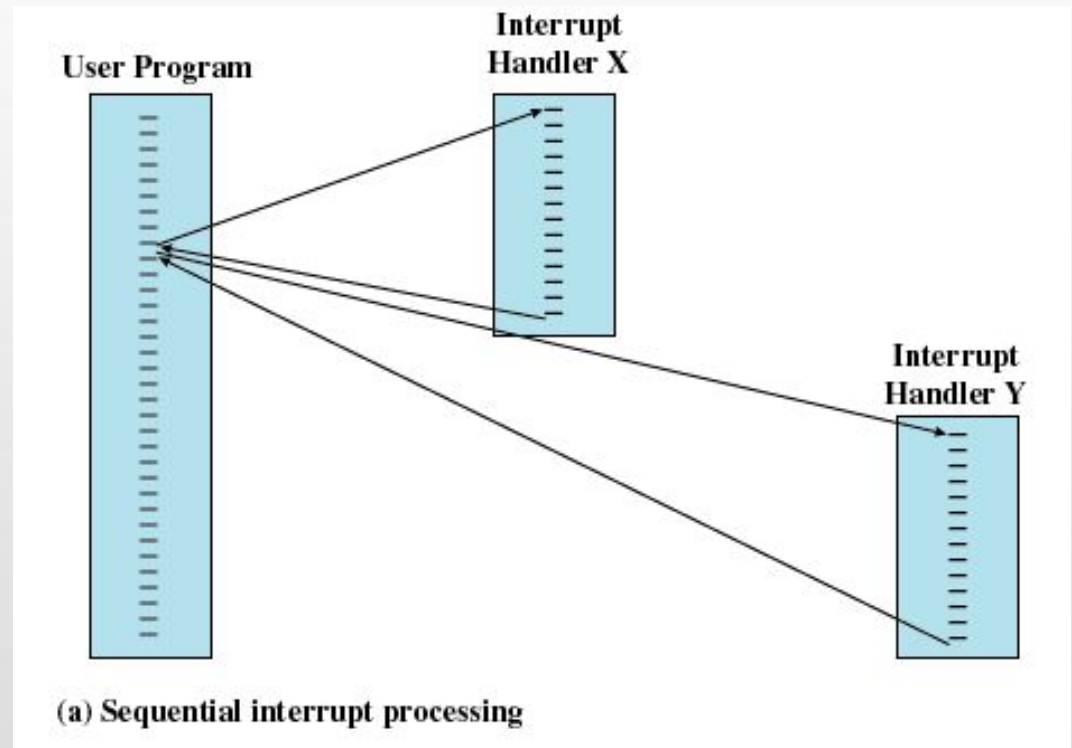 User Program
Interrupt
Handler X
Interrupt
Handler Y
(a) Sequential interrupt processing